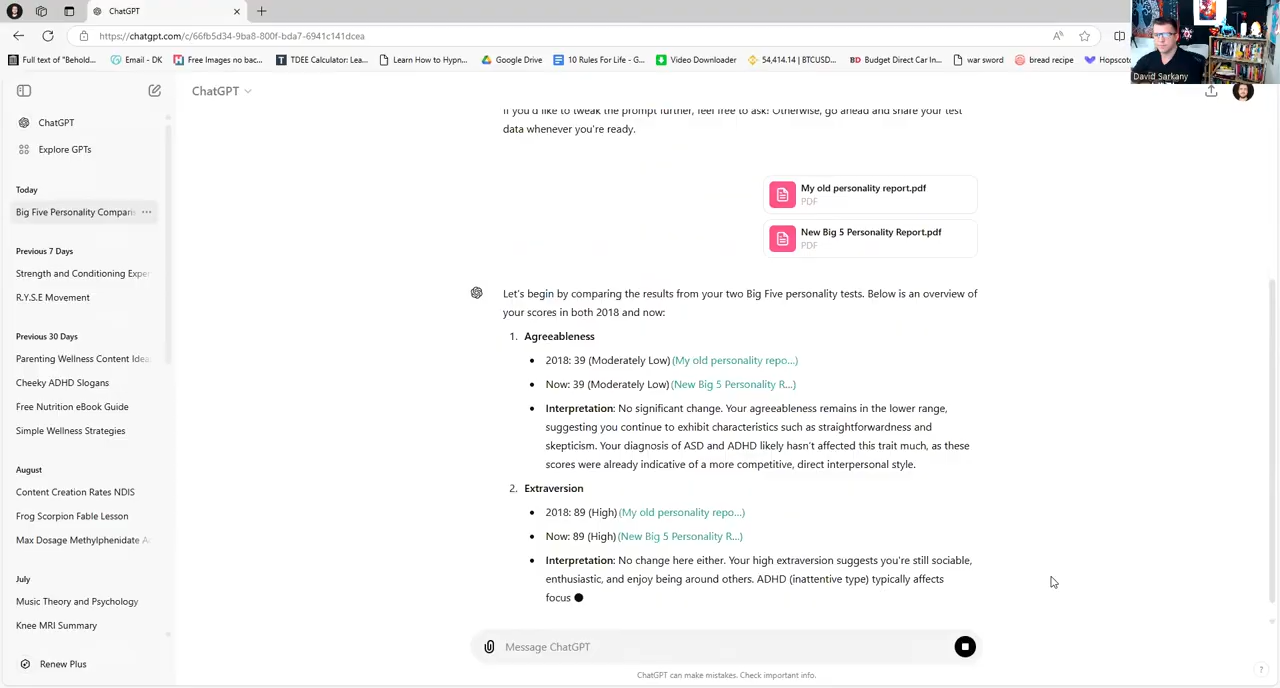 ChatGPT
https://chatgpt.com/c/66fb5d34-9ba8-800f-bda7-6941c141dcea
Full text of "Behold...
Email - DK
Free Images no bac...
TDEE Calculator: Lea...
Learn How to Hypn...
Google Drive
10 Rules For Life - G...
Video Downloader
54,414.14 | BTCUSD...
Budget Direct Car In...
war sword
bread recipe
Hopscot
David Sarkany
ChatGPT
ChatGPT
Explore GPTs
Today
Big Five Personality Comparis
Previous 7 Days
Strength and Conditioning Exper
R.Y.S.E Movement
Previous 30 Days
Parenting Wellness Content Idea
Cheeky ADHD Slogans
Free Nutrition eBook Guide
Simple Wellness Strategies
August
Content Creation Rates NDIS
Frog Scorpion Fable Lesson
Max Dosage Methylphenidate A
July
Music Theory and Psychology
Knee MRI Summary
Renew Plus
If you'd like to tweak the prompt further, feel free to ask! Otherwise, go ahead and share your test
data whenever you're ready.
My old personality report.pdf
PDF
New Big 5 Personality Report.pdf
PDF
Let's begin by comparing the results from your two Big Five personality tests. Below is an overview of
your scores in both 2018 and now:
1. Agreeableness
• 2018: 39 (Moderately Low) (My old personality repo...)
• Now: 39 (Moderately Low) (New Big 5 Personality R...)
• Interpretation: No significant change. Your agreeableness remains in the lower range,
suggesting you continue to exhibit characteristics such as straightforwardness and
skepticism. Your diagnosis of ASD and ADHD likely hasn't affected this trait much, as these
scores were already indicative of a more competitive, direct interpersonal style.
2. Extraversion
• 2018: 89 (High) (My old personality repo...)
• Now: 89 (High) (New Big 5 Personality R...)
• Interpretation: No change here either. Your high extraversion suggests you're still sociable,
enthusiastic, and enjoy being around others. ADHD (inattentive type) typically affects
focus
Message ChatGPT
ChatGPT can make mistakes. Check important info.
?